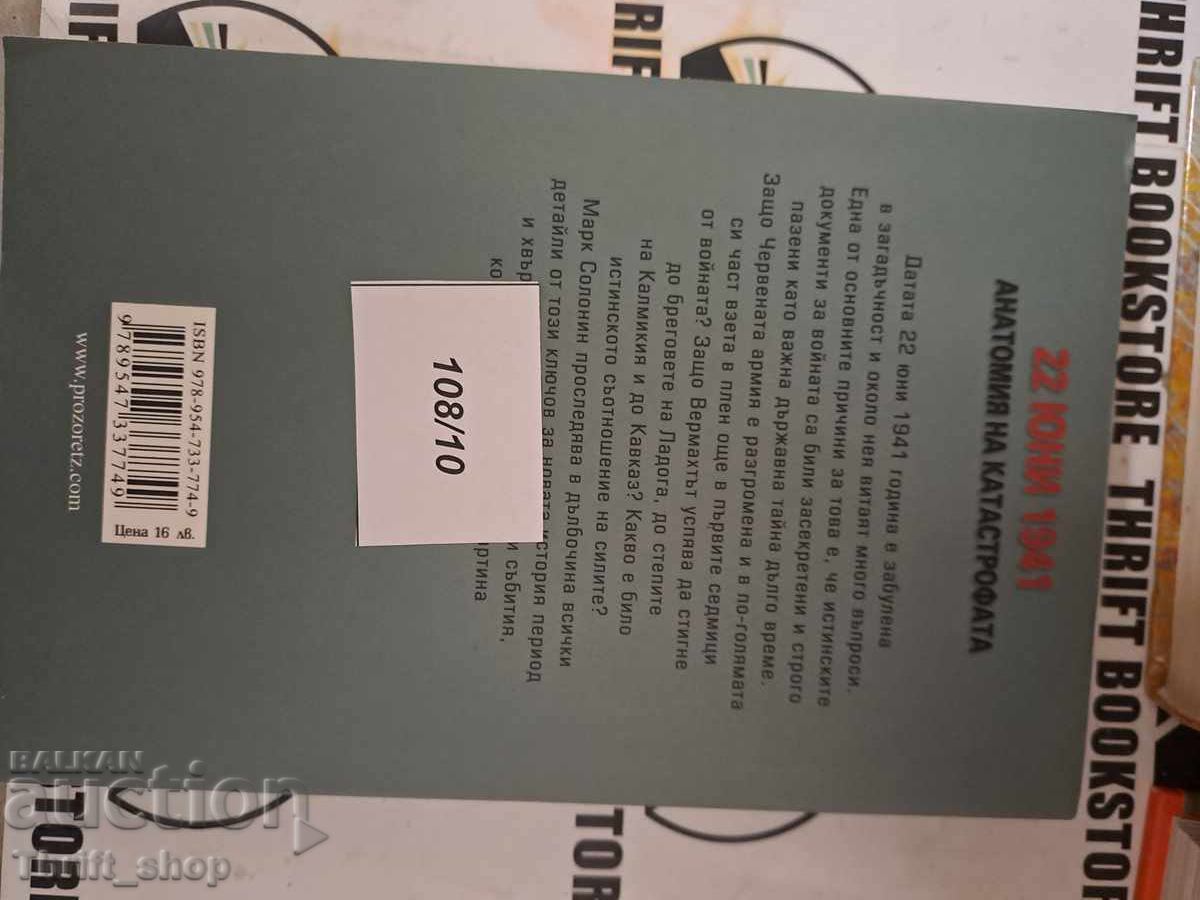 22 ЮНИ 1941
АНАТОМИЯ НА КАТАСТРОФАТА
Датата 22 юни 1941 година е забулена
в загадъчност и около нея витаят много въпроси.
Една от основните причини за това е, че истинските
документи за войната са били засекретени и строго
пазени като важна държавна тайна дълго време.
Защо Червената армия е разгромена и в по-голямата
си част взета в плен още в първите седмици
от войната? Защо Вермахтът успява да стигне
до бреговете на Ладога, до степите
на Калмикия и до Кавказ? Какво е било
истинското съотношение на силите?
Марк Солонин проследява в дълбочина всички
детайли от този ключов за новата история период
и хвър и събития,
ко ртина
108/10
ISBN 978-954-733-774-9
9789547337749
Цена 16 лв.
www.prozoretz.com
THRIFT BOOKSTORE THRIFT BOOKSTOR
RIFT
TORE
TOR
BALKAN
auction
Thrift_shop